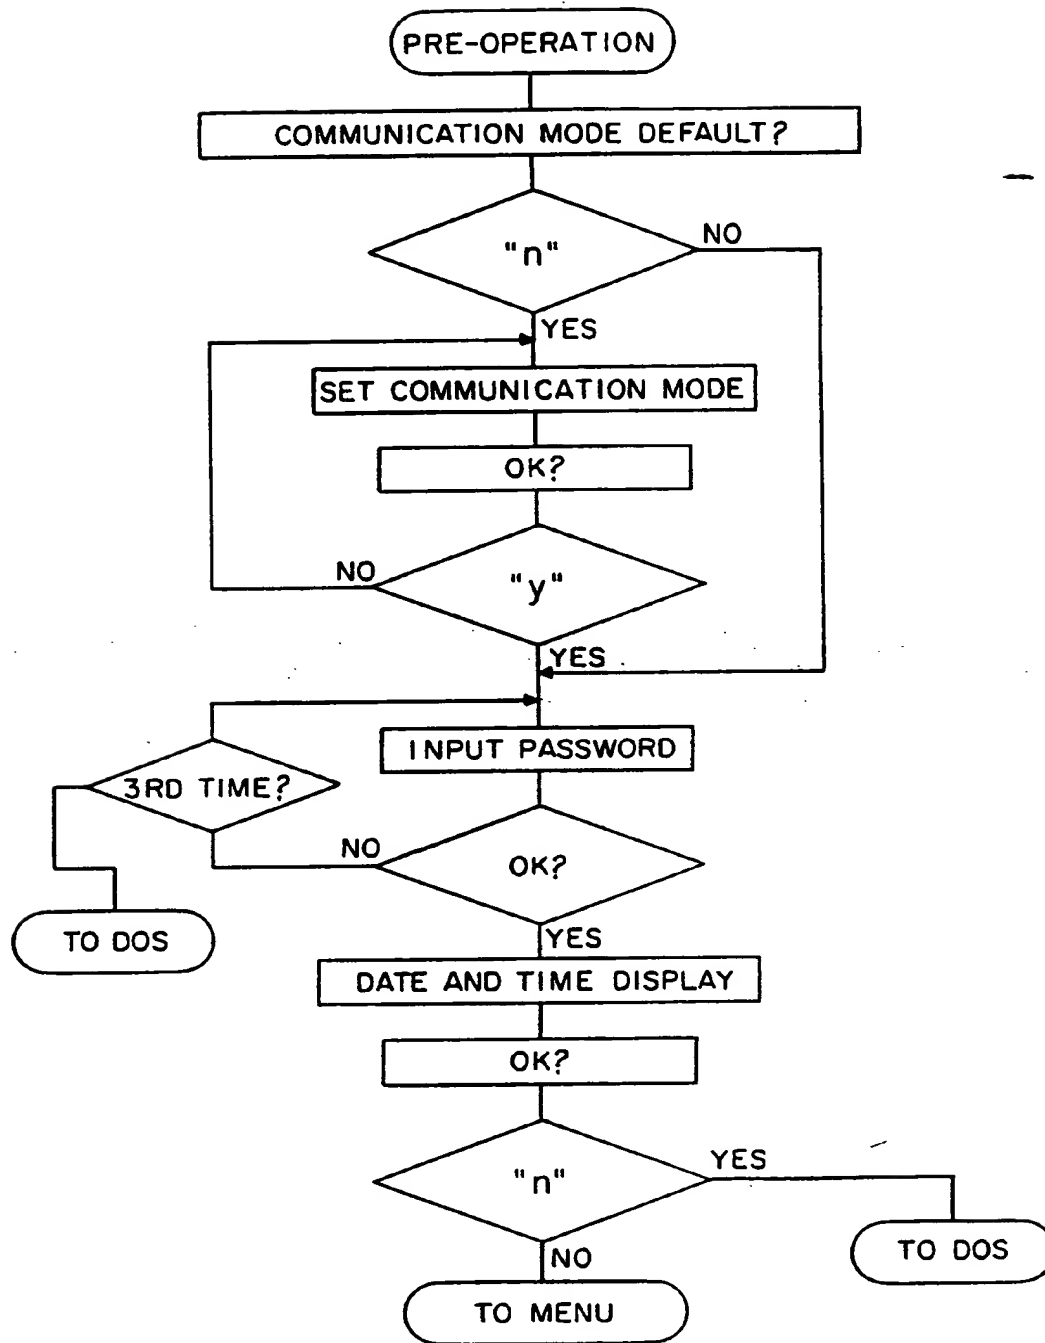 PRE-OPERATION
COMMUNICATION MODE DEFAULT?
"n"
NO
YES
SET COMMUNICATION MODE
OK?
NO
"y"
YES
INPUT PASSWORD
3RD TIME?
NO
OK?
TO DOS
YES
DATE AND TIME DISPLAY
OK?
"n"
YES
TO DOS
NO
TO MENU